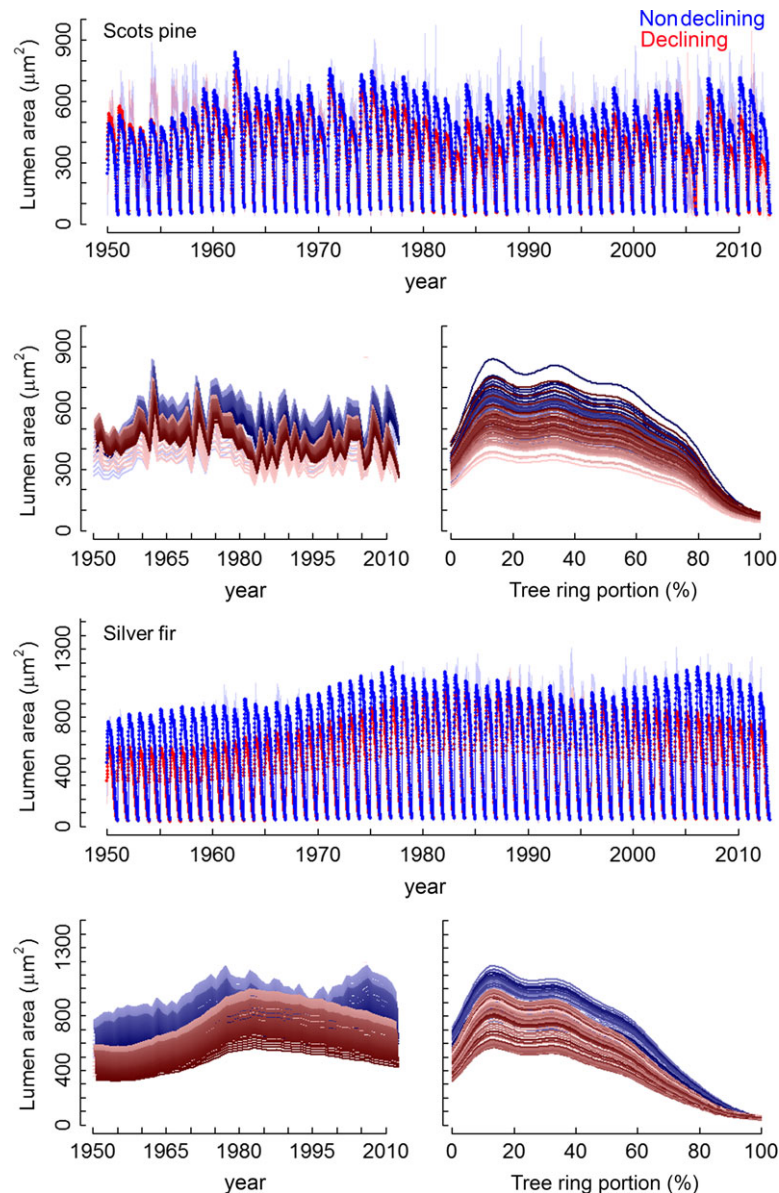 Scots pine
Nondeclining
Declining
Lumen area (μm²)
0 300 600 900
1950 1960 1970 1980 1990 2000 2010
year
Lumen area (μm²)
0 300 600 900
1950 1965 1980 1995 2010
year
0 20 40 60 80 100
Tree ring portion (%)
Silver fir
Lumen area (μm²)
0 400 800 1300
1950 1960 1970 1980 1990 2000 2010
year
Lumen area (μm²)
0 400 800 1300
1950 1965 1980 1995 2010
year
0 20 40 60 80 100
Tree ring portion (%)